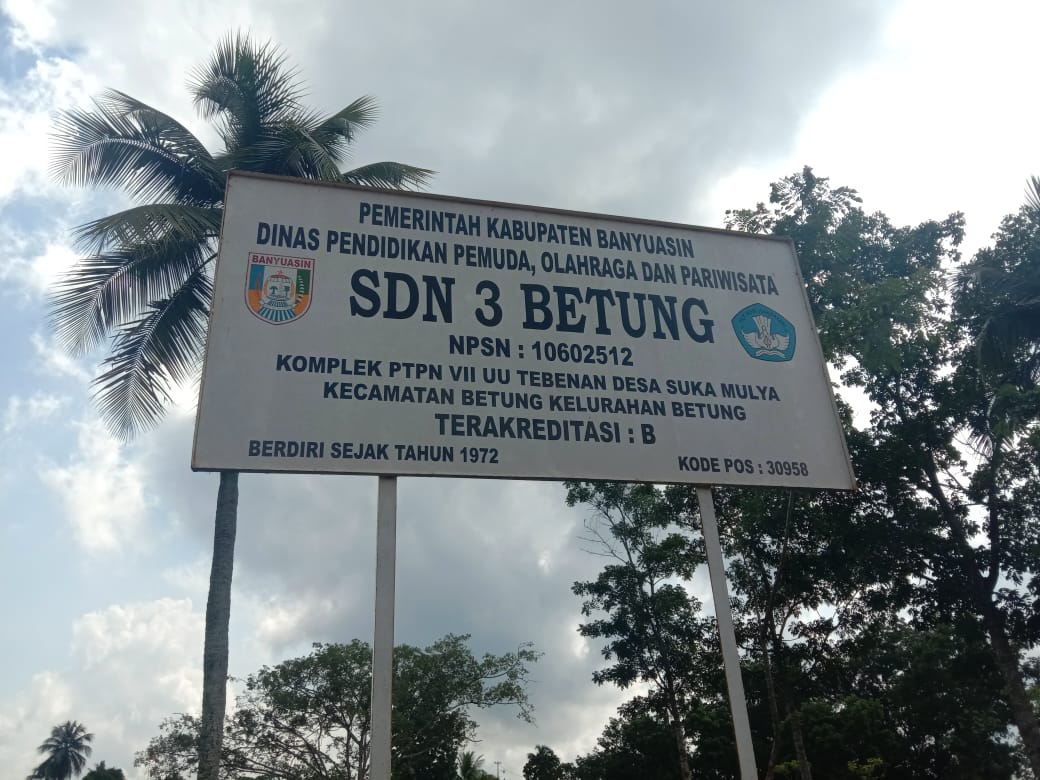 PEMERINTAH KABUPATEN BANYUASIN
DINAS PENDIDIKAN PEMUDA, OLAHRAGA DAN PARIWISATA
BANYUASIN
SDN 3 BETUNG
NPSN : 10602512
KOMPLEK PTPN VII UU TEBENAN DESA SUKA MULYA
KECAMATAN BETUNG KELURAHAN BETUNG
TERAKREDITASI : B
BERDIRI SEJAK TAHUN 1972
KODE POS : 30958